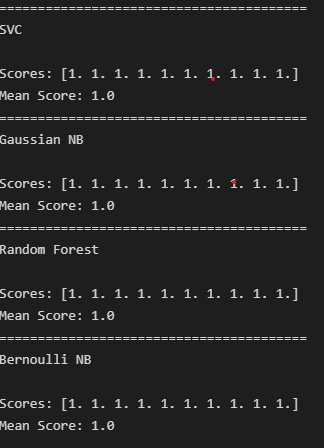 ========================================
SVC
Scores: [1. 1. 1. 1. 1. 1. 1. 1. 1. 1.]
Mean Score: 1.0
========================================
Gaussian NB
Scores: [1. 1. 1. 1. 1. 1. 1. 1. 1. 1.]
Mean Score: 1.0
========================================
Random Forest
Scores: [1. 1. 1. 1. 1. 1. 1. 1. 1. 1.]
Mean Score: 1.0
========================================
Bernoulli NB
Scores: [1. 1. 1. 1. 1. 1. 1. 1. 1. 1.]
Mean Score: 1.0